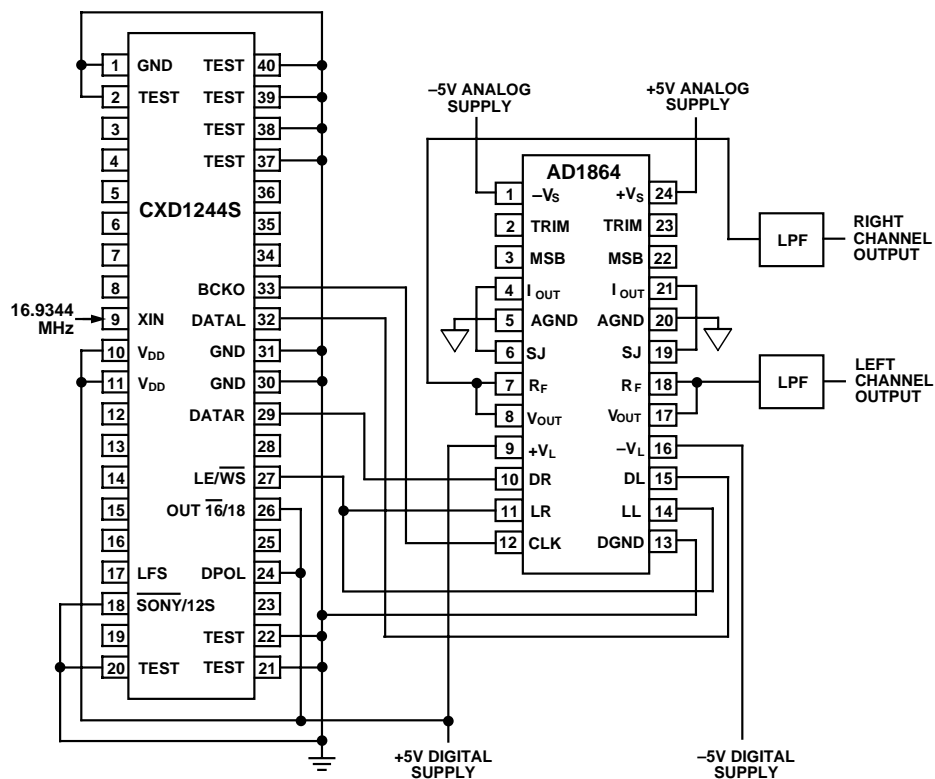 –5V ANALOG
SUPPLY
+5V ANALOG
SUPPLY
CXD1244S
1 GND TEST 40
2 TEST TEST 39
3 TEST 38
4 TEST 37
5 36
6 35
7 34
8 BCKO 33
16.9344
MHz
9 XIN DATAL 32
10 VDD GND 31
11 VDD GND 30
12 DATAR 29
13 28
14 LE/W̅S̅ 27
15 OUT 1̅6̅/18 26
16 25
17 LFS DPOL 24
18 S̅O̅N̅Y̅/12S 23
19 TEST 22
20 TEST TEST 21
AD1864
1 –VS +VS 24
2 TRIM TRIM 23
3 MSB MSB 22
4 IOUT IOUT 21
5 AGND AGND 20
6 SJ SJ 19
7 RF RF 18
8 VOUT VOUT 17
9 +VL –VL 16
10 DR DL 15
11 LR LL 14
12 CLK DGND 13
LPF
RIGHT
CHANNEL
OUTPUT
LPF
LEFT
CHANNEL
OUTPUT
+5V DIGITAL
SUPPLY
–5V DIGITAL
SUPPLY